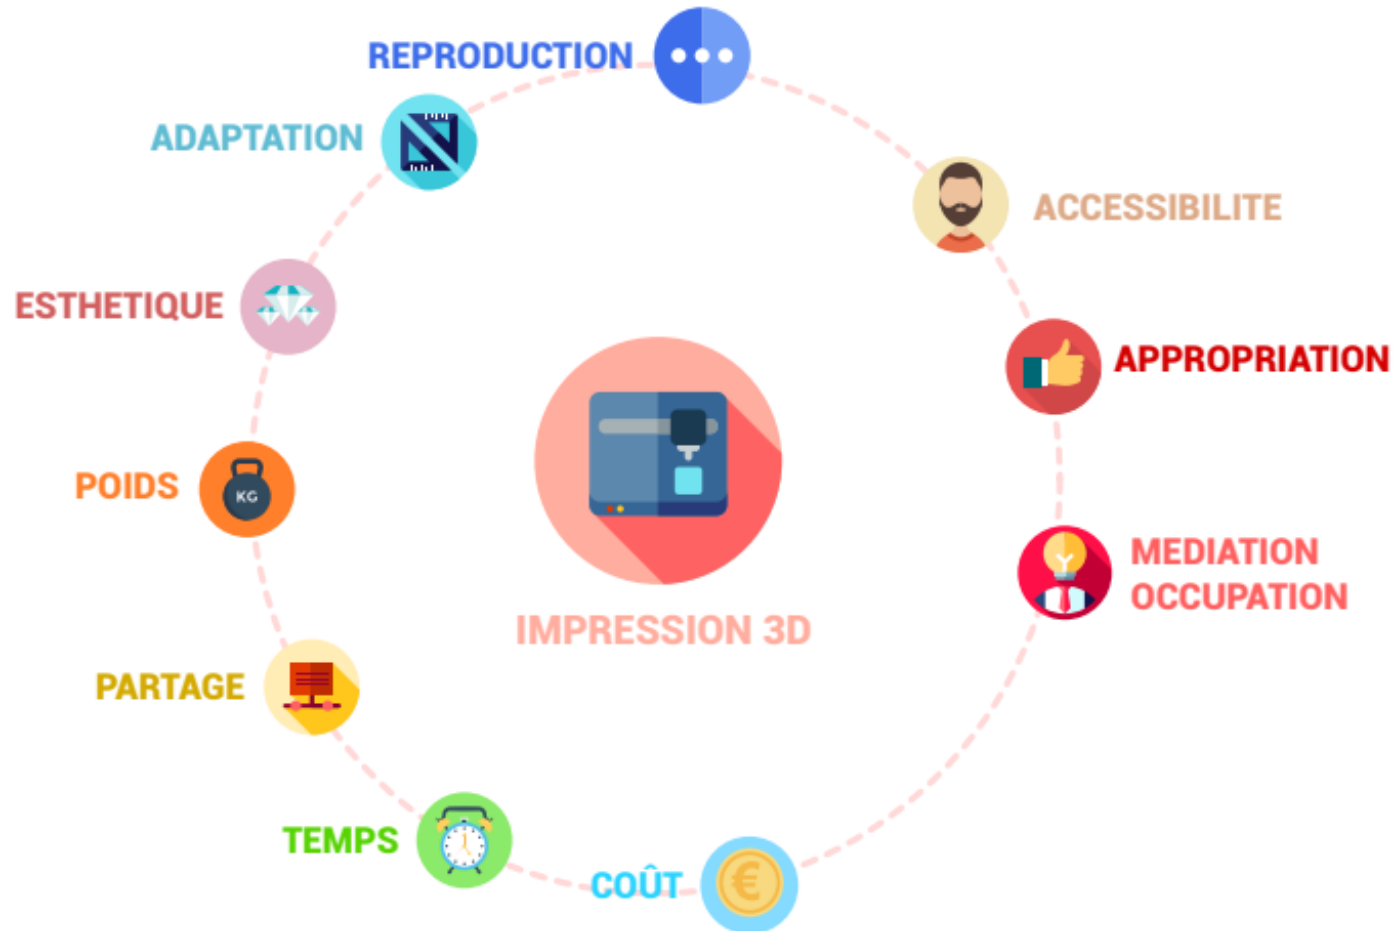 REPRODUCTION
ADAPTATION
ACCESSIBILITE
ESTHETIQUE
APPROPRIATION
POIDS
KG
MEDIATION
OCCUPATION
IMPRESSION 3D
PARTAGE
TEMPS
COÛT
€